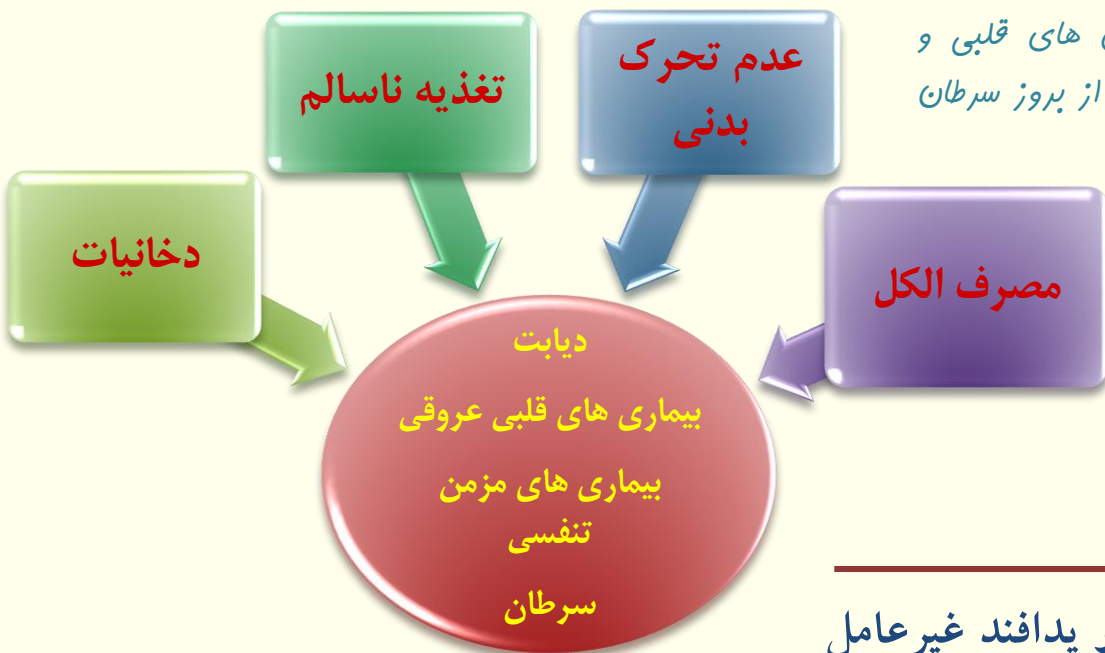 های قلبی و
از بروز سرطان
عدم تحرک
بدنی
تغذیه ناسالم
مصرف الکل
دخانیات
دیابت
بیماری های قلبی عروقی
بیماری های مزمن
تنفسی
سرطان
پدافند غیرعامل